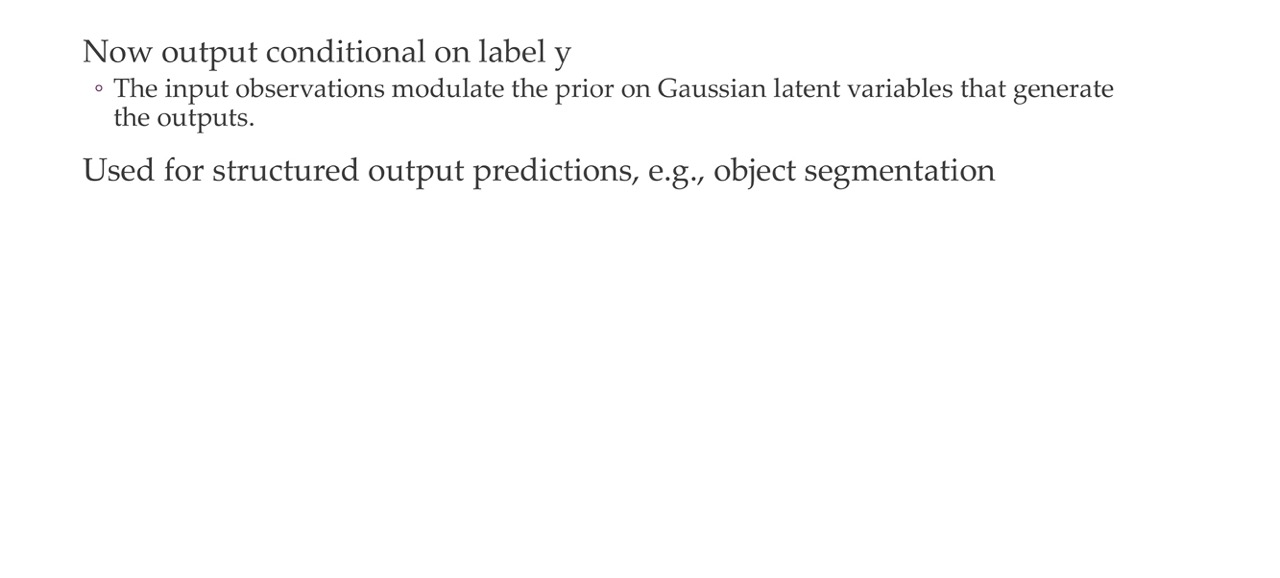 Now output conditional on label y
◦ The input observations modulate the prior on Gaussian latent variables that generate
the outputs.
Used for structured output predictions, e.g., object segmentation